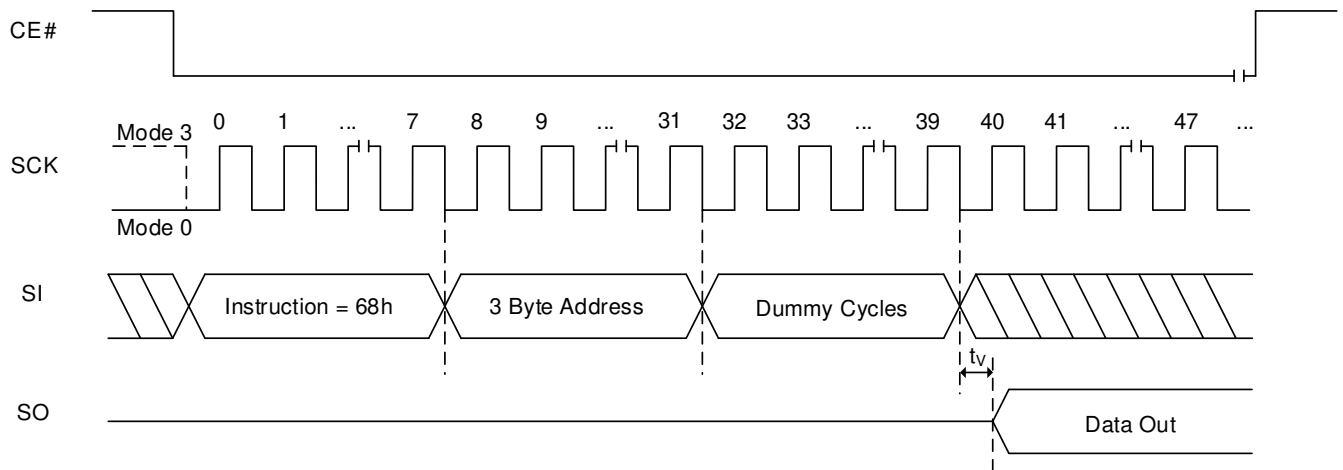 CE#
0 1 ... 7 8 9 ... 31 32 33 ... 39 40 41 ... 47 ...
Mode 3
SCK
Mode 0
SI
Instruction = 68h
3 Byte Address
Dummy Cycles
tV
SO
Data Out